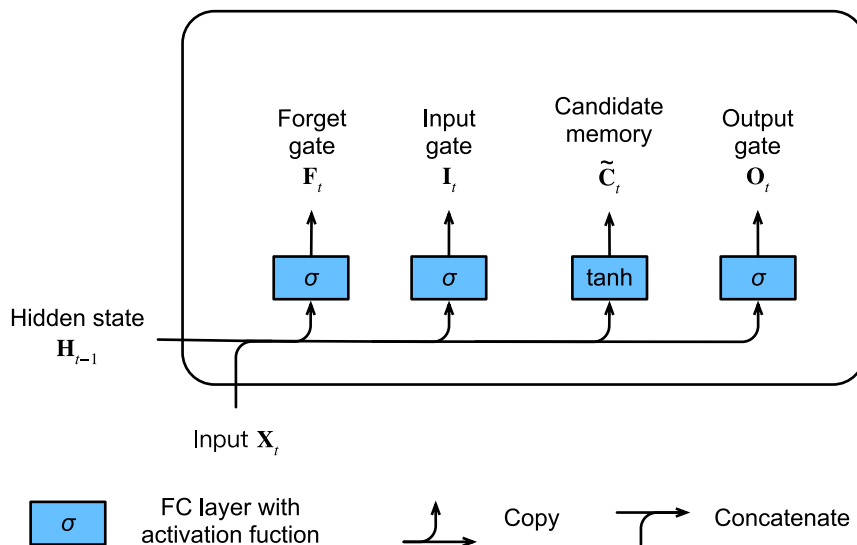 Forget gate
F_t
Input gate
I_t
Candidate memory
C̃_t
Output gate
O_t
σ
σ
tanh
σ
Hidden state
H_{t−1}
Input X_t
σ
FC layer with
activation fuction
Copy
Concatenate